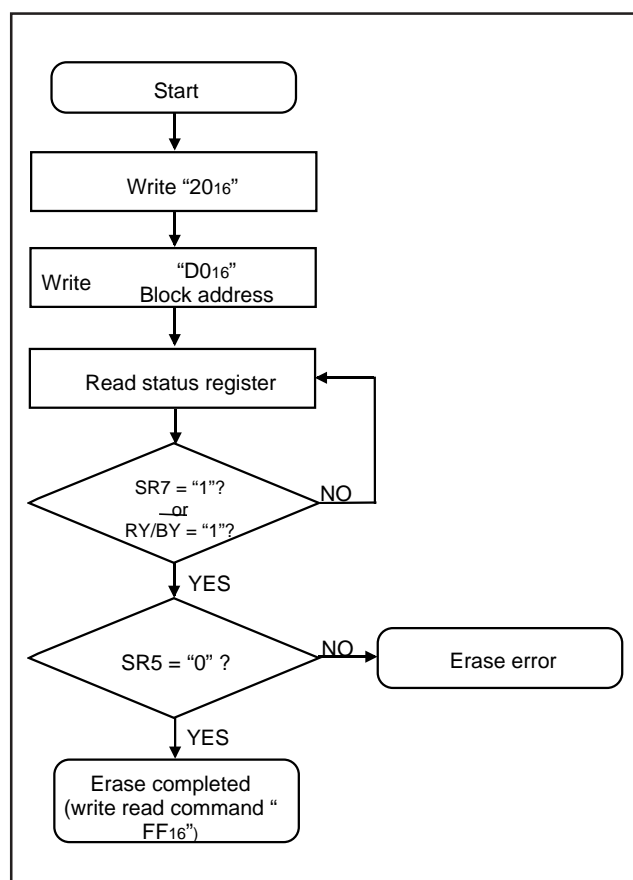 Start
Write “2016”
“D016”
Write Block address
Read status register
SR7 = “1”?
or
RY/BY = “1”?
NO
YES
SR5 = “0” ?
NO
Erase error
YES
Erase completed
(write read command “
FF16”)